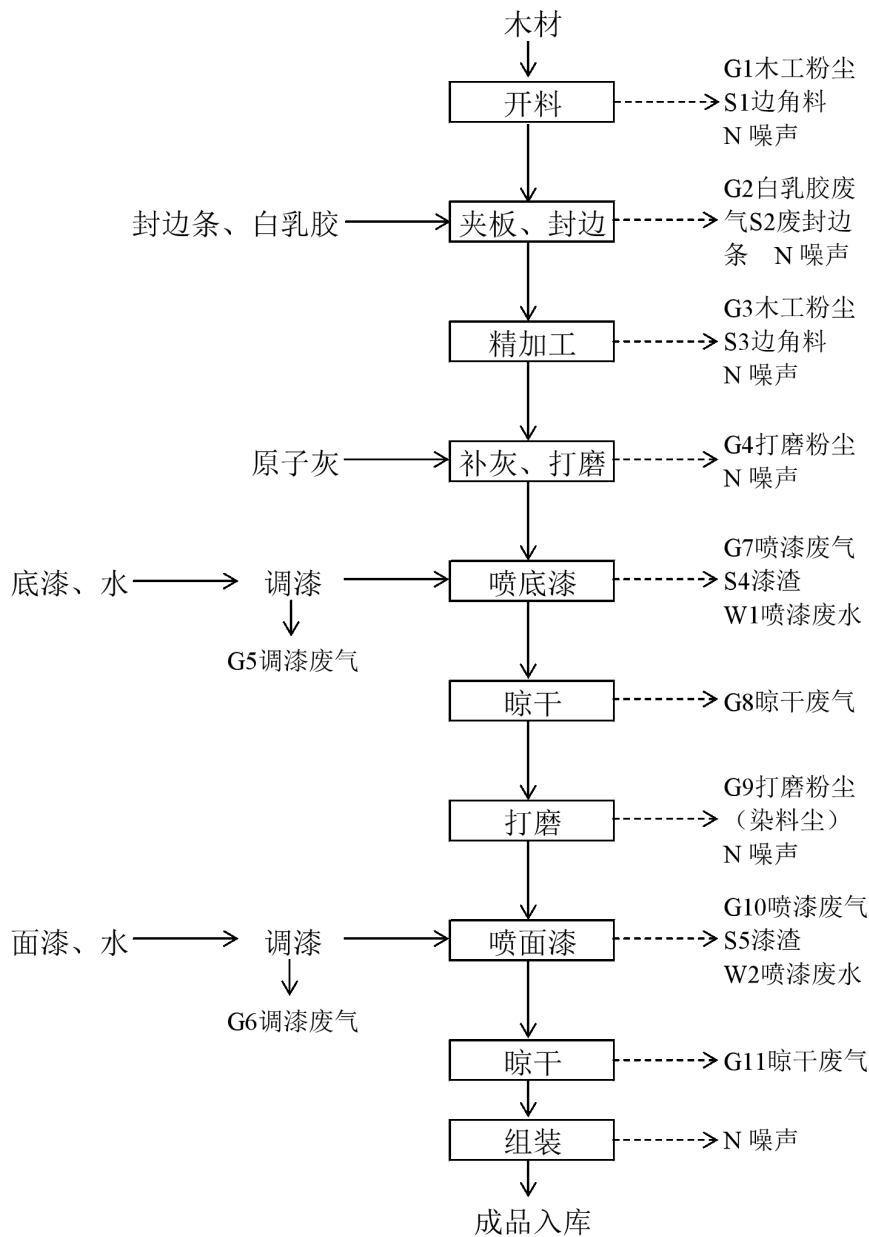 木材
开料
G1木工粉尘
S1边角料
N 噪声
封边条、白乳胶
夹板、封边
G2白乳胶废
气S2废封边
条 N 噪声
精加工
G3木工粉尘
S3边角料
N 噪声
原子灰
补灰、打磨
G4打磨粉尘
N 噪声
底漆、水
调漆
G5调漆废气
喷底漆
G7喷漆废气
S4漆渣
W1喷漆废水
晾干
G8晾干废气
打磨
G9打磨粉尘
（染料尘）
N 噪声
面漆、水
调漆
G6调漆废气
喷面漆
G10喷漆废气
S5漆渣
W2喷漆废水
晾干
G11晾干废气
组装
N 噪声
成品入库